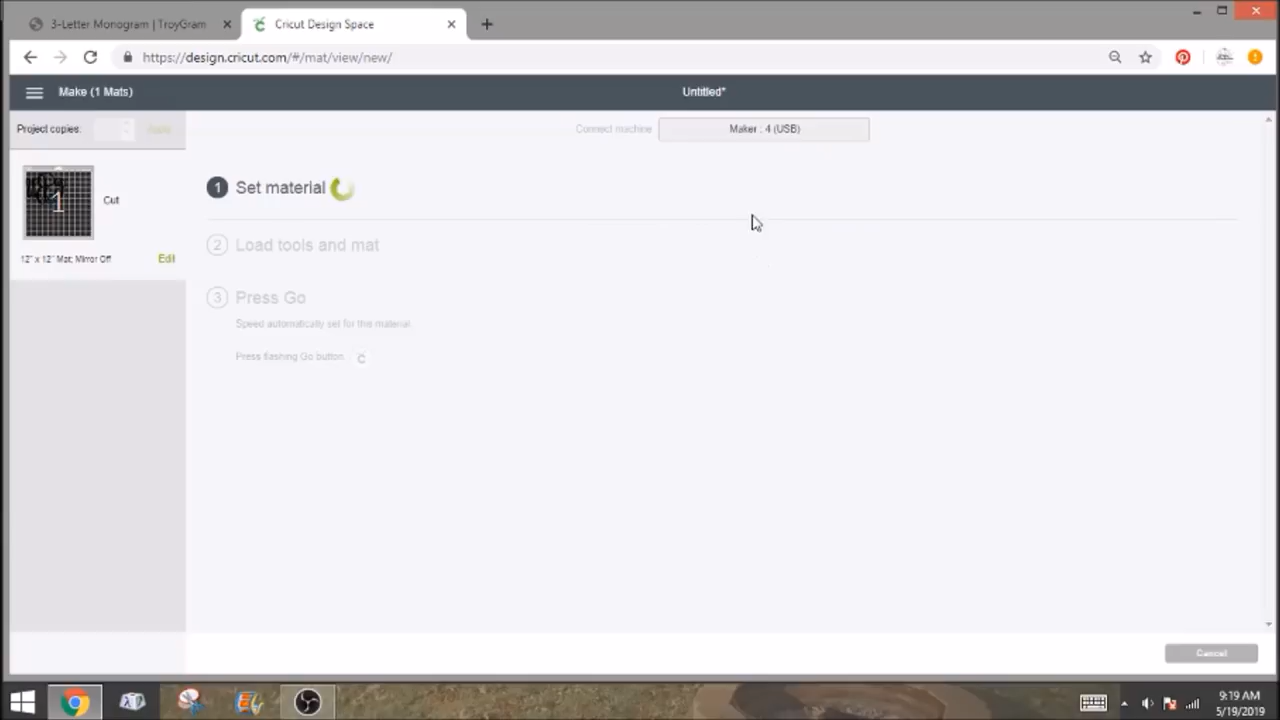 3-Letter Monogram | TroyGram
Cricut Design Space
https://design.cricut.com/#/mat/view/new/
Make (1 Mats)
Untitled*
Project copies:
Apply
Connect machine
Maker : 4 (USB)
1 Set material
1
Cut
12" x 12" Mat; Mirror Off
Edit
2 Load tools and mat
3 Press Go
Speed automatically set for this material.
Press flashing Go button.
Cancel
9:19 AM
5/19/2019